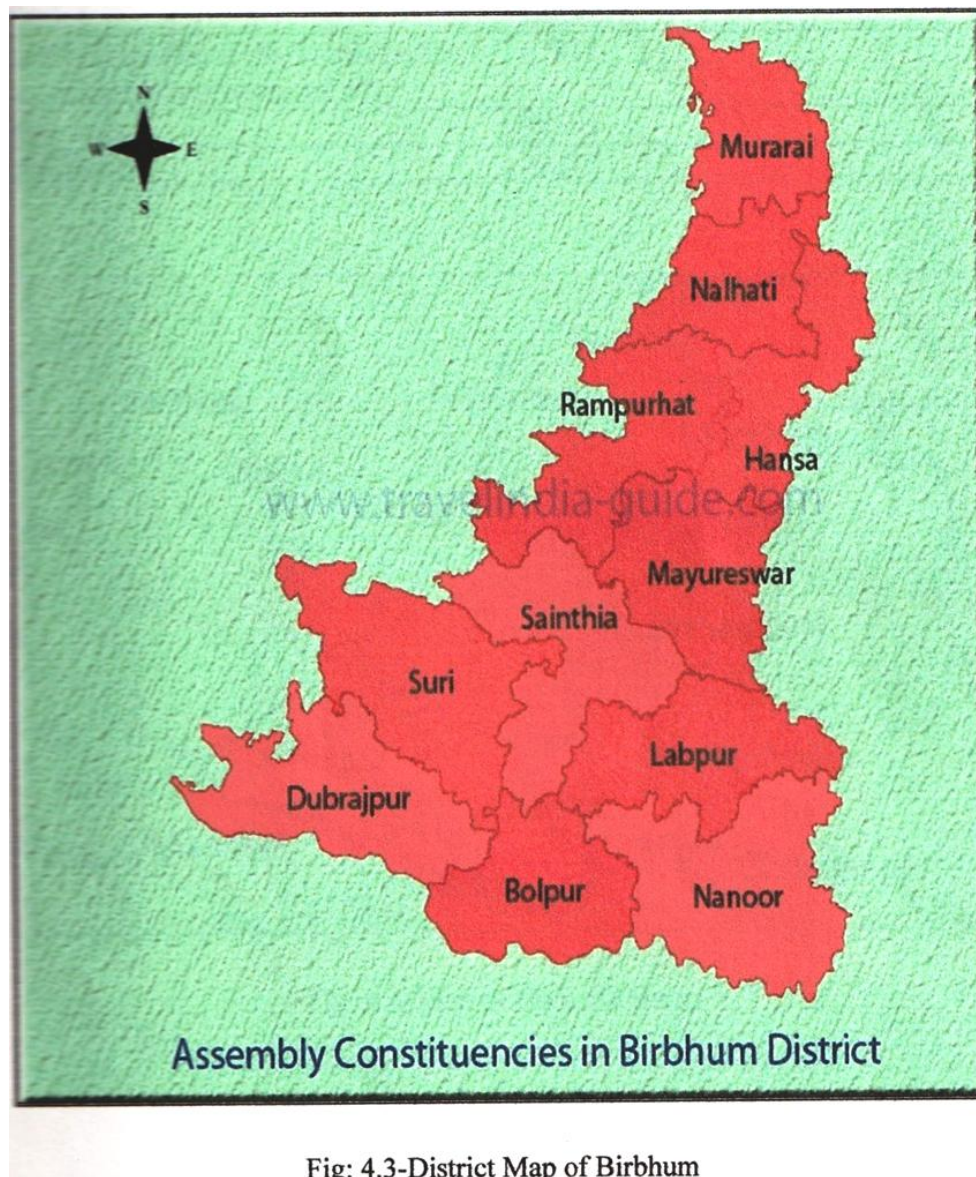 N
W E
S
Murarai
Nalhati
Rampurhat
Hansa
www.travelindia-guide.com
Mayureswar
Sainthia
Suri
Labpur
Dubrajpur
Bolpur
Nanoor
Assembly Constituencies in Birbhum District
Fig: 4.3-District Map of Birbhum